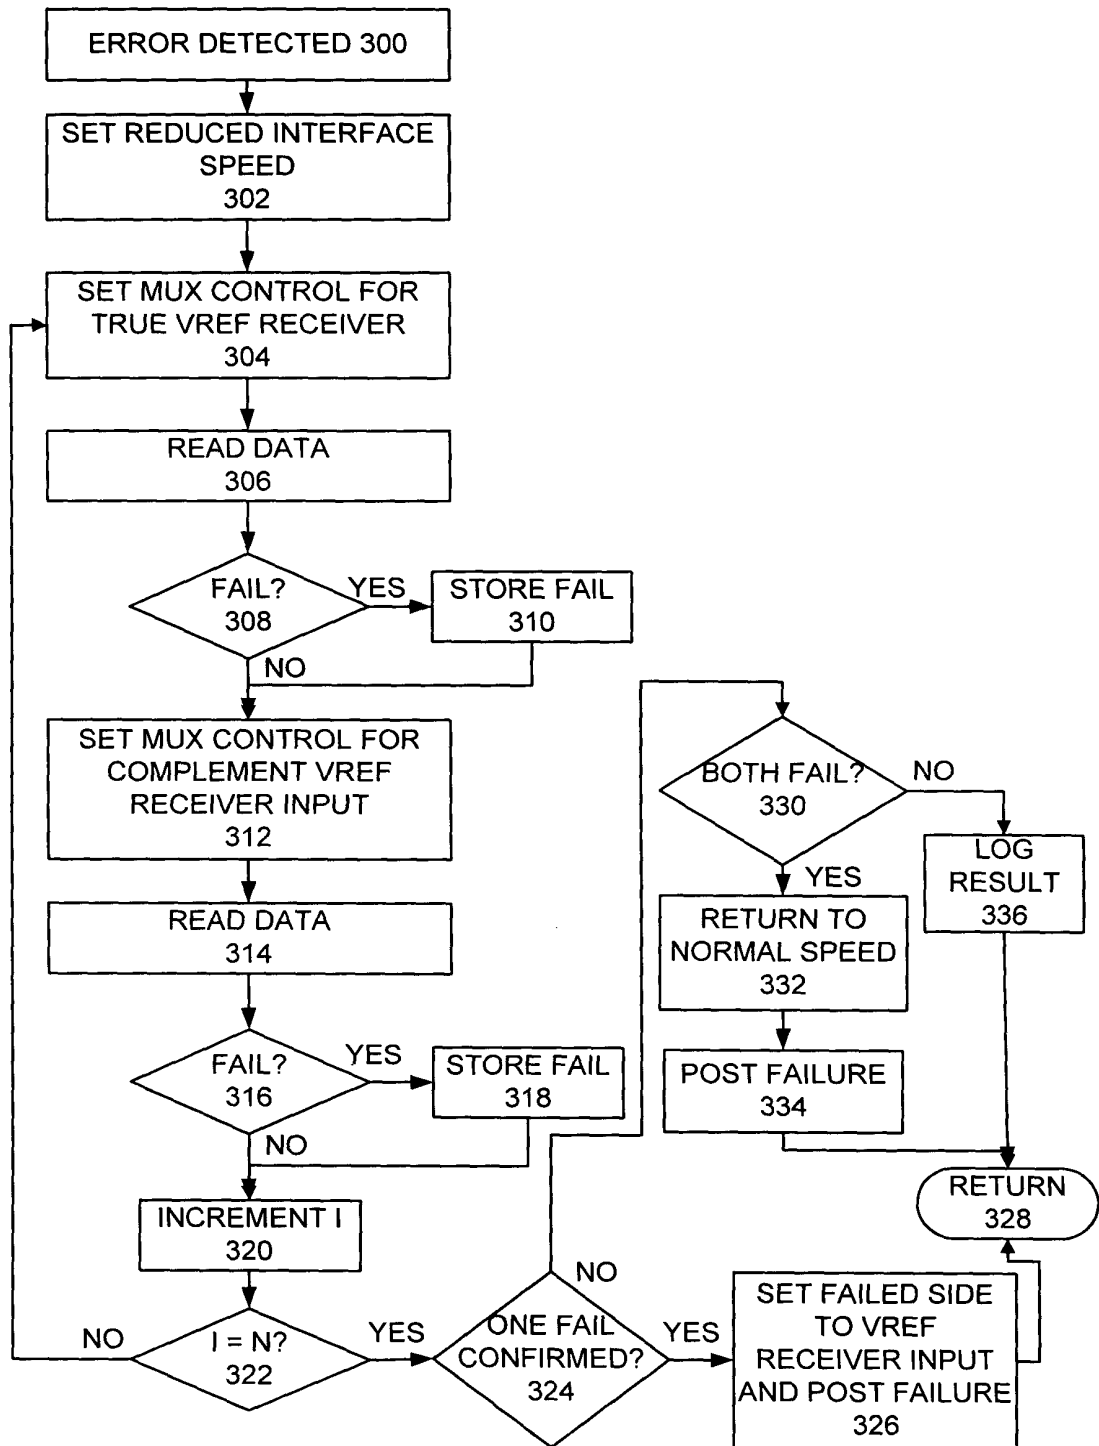 ERROR DETECTED 300
SET REDUCED INTERFACE
SPEED
302
SET MUX CONTROL FOR
TRUE VREF RECEIVER
304
READ DATA
306
FAIL?
308
YES
STORE FAIL
310
NO
SET MUX CONTROL FOR
COMPLEMENT VREF
RECEIVER INPUT
312
READ DATA
314
FAIL?
316
YES
STORE FAIL
318
NO
INCREMENT I
320
I = N?
322
NO
YES
ONE FAIL
CONFIRMED?
324
NO
YES
SET FAILED SIDE
TO VREF
RECEIVER INPUT
AND POST FAILURE
326
BOTH FAIL?
330
NO
LOG
RESULT
336
YES
RETURN TO
NORMAL SPEED
332
POST FAILURE
334
RETURN
328